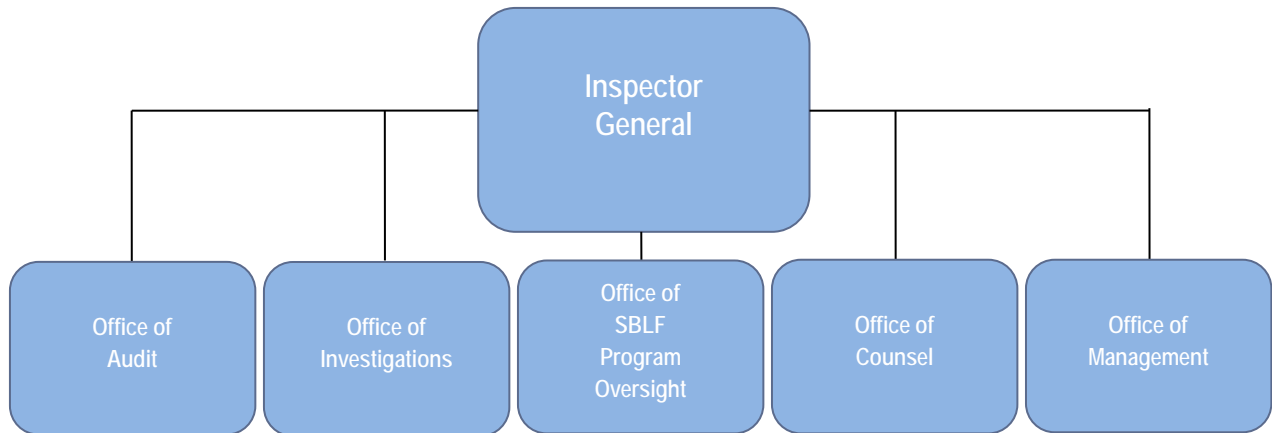 Inspector
General
Office of
Audit
Office of
Investigations
Office of
SBLF
Program
Oversight
Office of
Counsel
Office of
Management